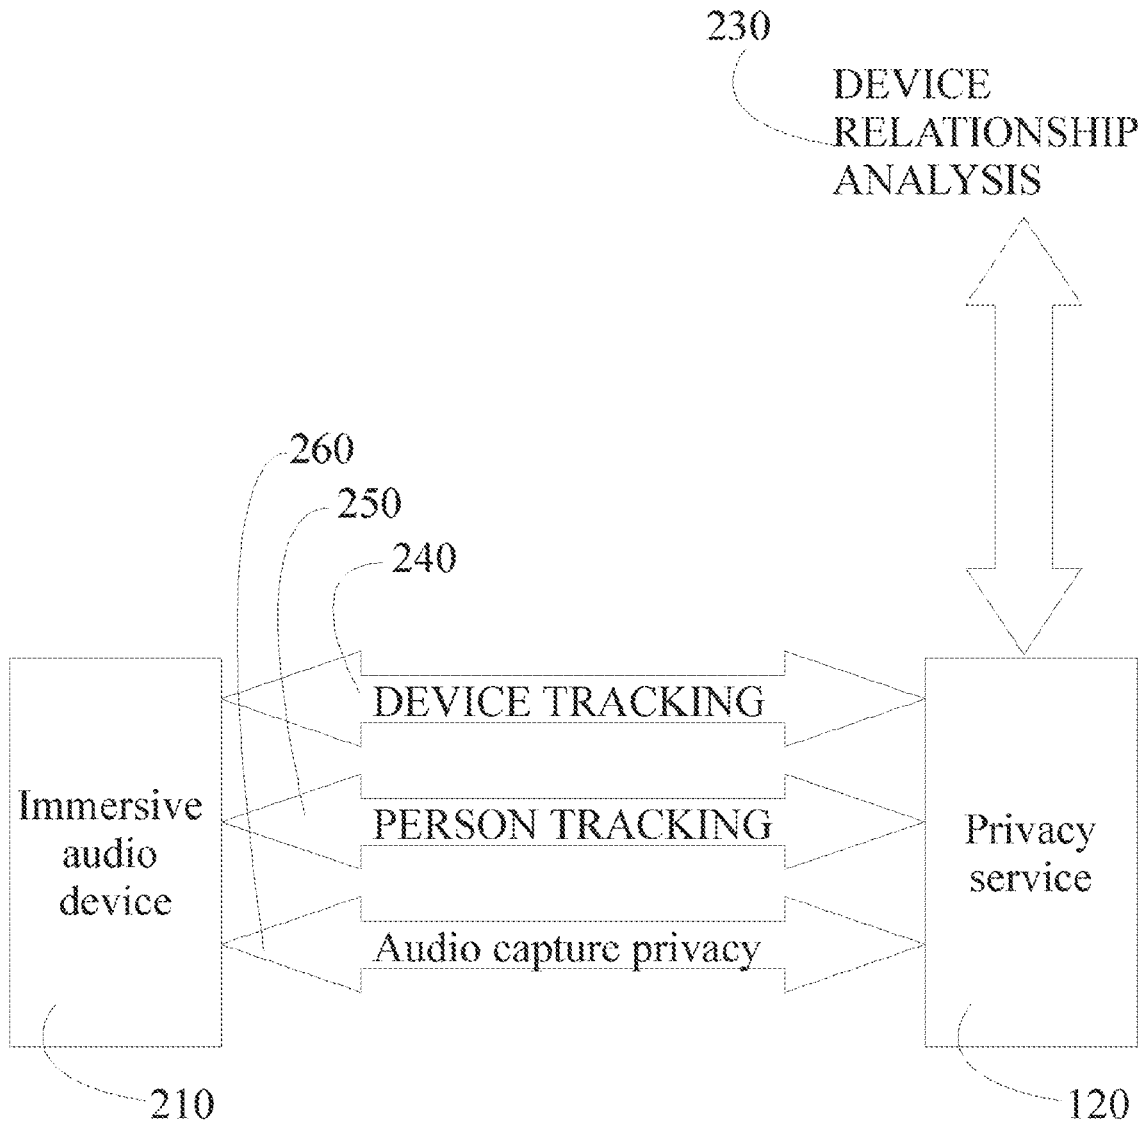 230
DEVICE
RELATIONSHIP
ANALYSIS
260
250
240
DEVICE TRACKING
Immersive
audio
device
PERSON TRACKING
Privacy
service
Audio capture privacy
210
120